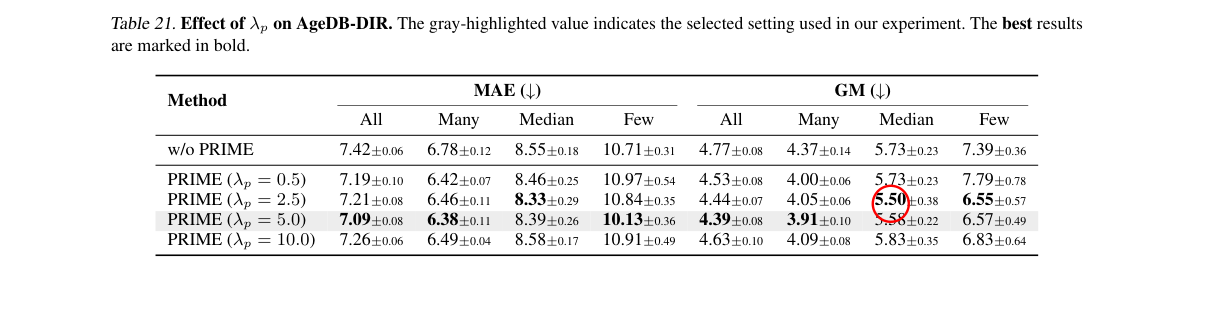 Table 21. Effect of λp on AgeDB-DIR. The gray-highlighted value indicates the selected setting used in our experiment. The best results
are marked in bold.
Method MAE (↓) GM (↓)
All Many Median Few All Many Median Few
w/o PRIME 7.42±0.06 6.78±0.12 8.55±0.18 10.71±0.31 4.77±0.08 4.37±0.14 5.73±0.23 7.39±0.36
PRIME (λp = 0.5) 7.19±0.10 6.42±0.07 8.46±0.25 10.97±0.54 4.53±0.08 4.00±0.06 5.73±0.23 7.79±0.78
PRIME (λp = 2.5) 7.21±0.08 6.46±0.11 8.33±0.29 10.84±0.35 4.44±0.07 4.05±0.06 5.50±0.38 6.55±0.57
PRIME (λp = 5.0) 7.09±0.08 6.38±0.11 8.39±0.26 10.13±0.36 4.39±0.08 3.91±0.10 5.58±0.22 6.57±0.49
PRIME (λp = 10.0) 7.26±0.06 6.49±0.04 8.58±0.17 10.91±0.49 4.63±0.10 4.09±0.08 5.83±0.35 6.83±0.64